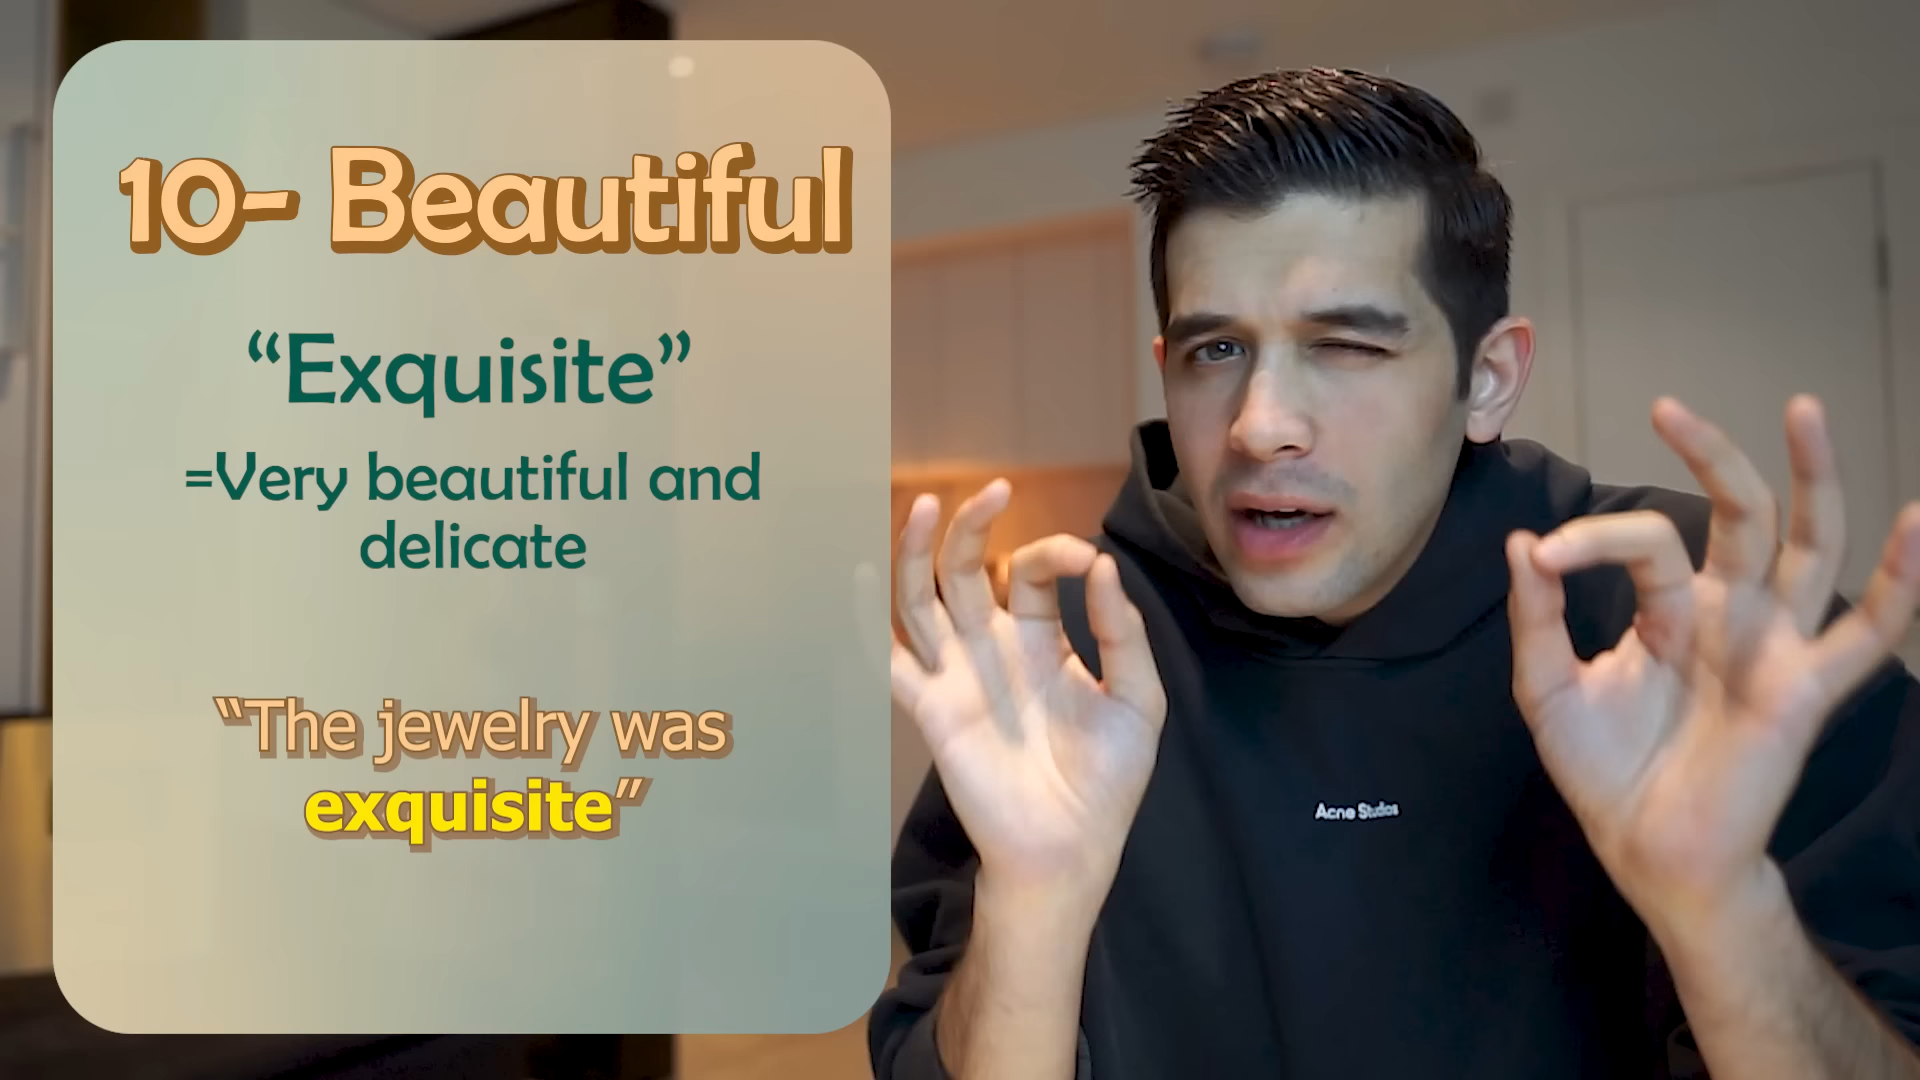 10- Beautiful
“Exquisite”
=Very beautiful and
delicate
“The jewelry was
exquisite”
Acne Studios